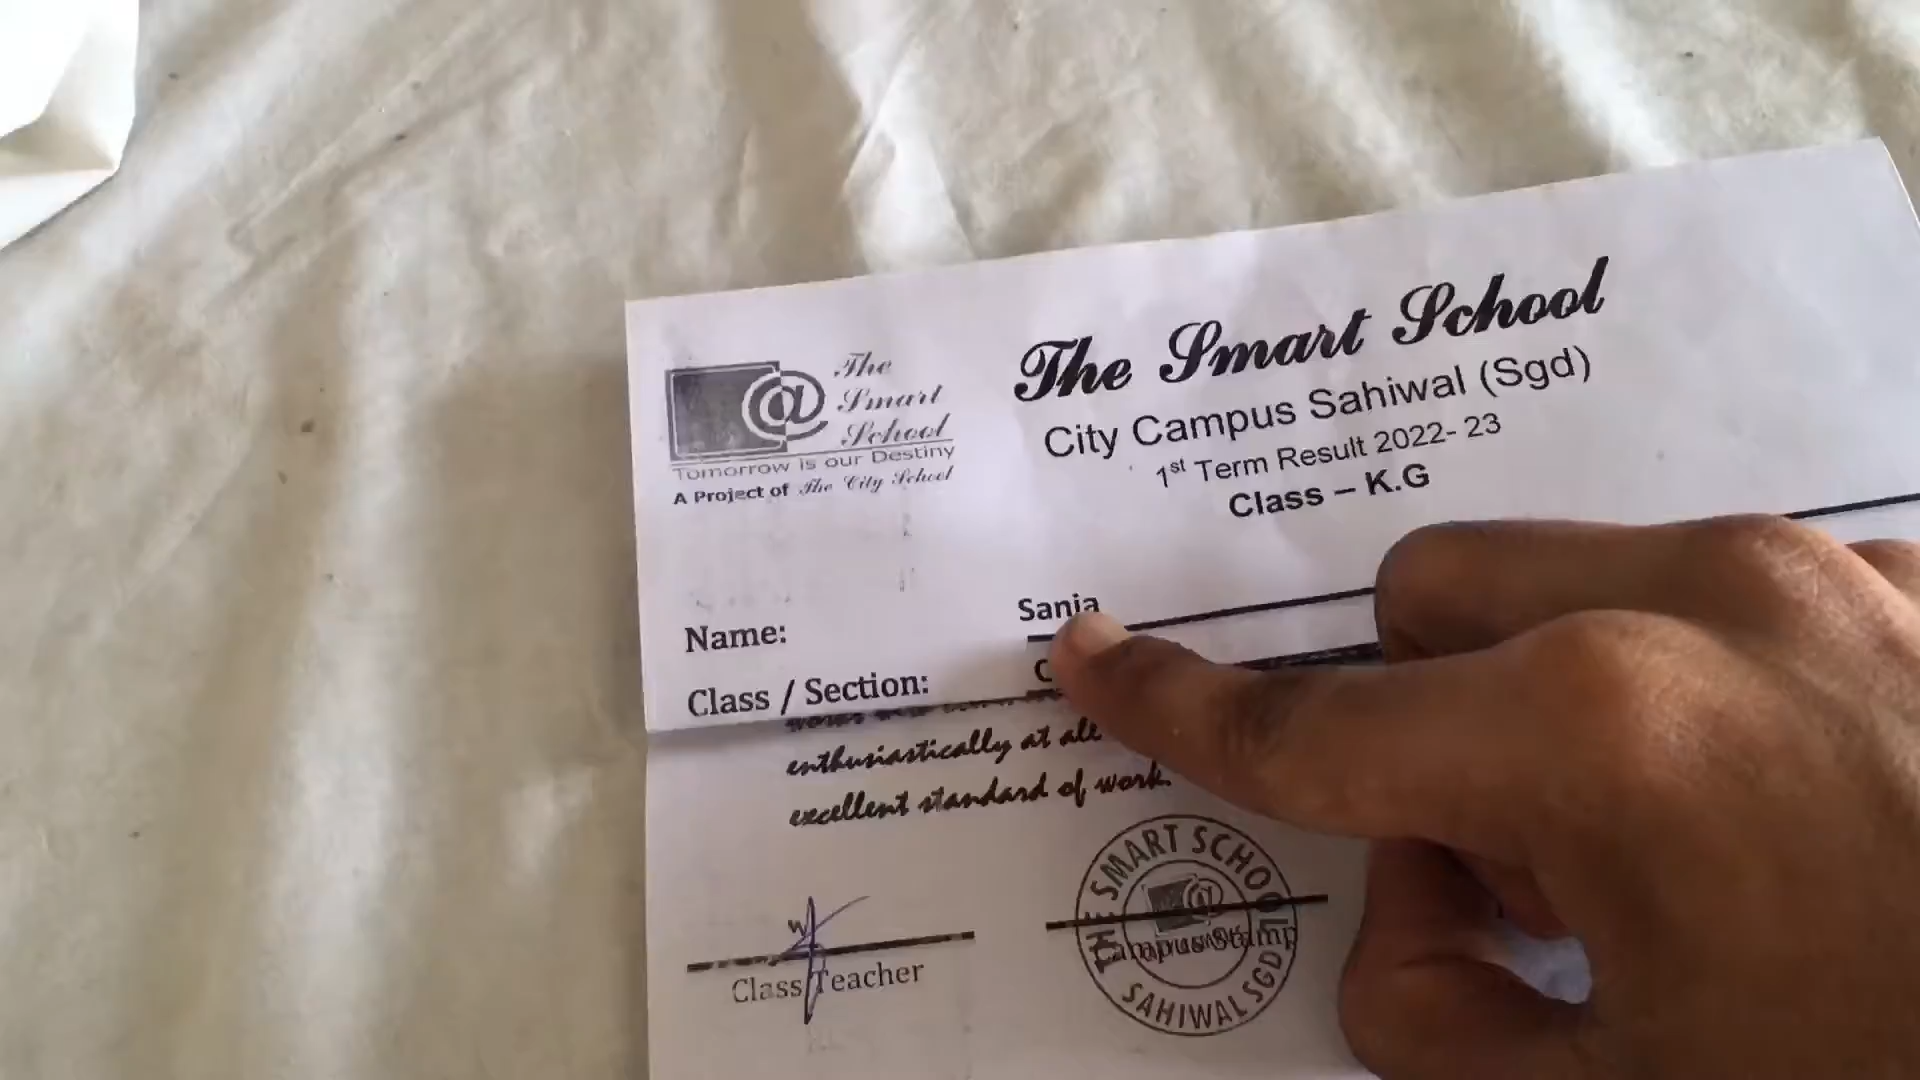 The
Smart
School
Tomorrow is our Destiny
A Project of The City School
The Smart School
City Campus Sahiwal (Sgd)
1st Term Result 2022- 23
Class – K.G
Name: Sania
Class / Section: C
enthusiastically at all
excellent standard of work.
Class Teacher
Campus Stamp
THE SMART SCHOOL
SAHIWAL SGD